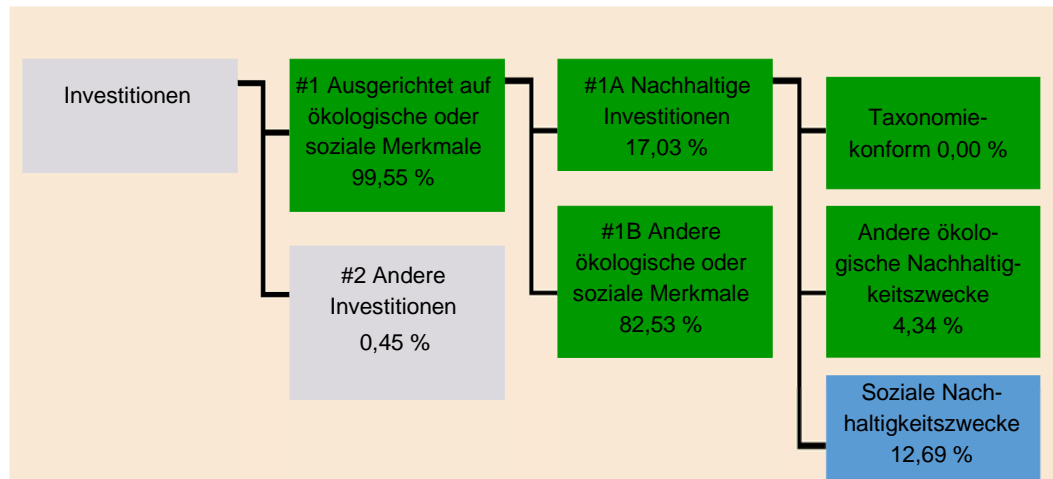 Investitionen
#1 Ausgerichtet auf
ökologische oder
soziale Merkmale
99,55 %
#2 Andere
Investitionen
0,45 %
#1A Nachhaltige
Investitionen
17,03 %
#1B Andere
ökologische oder
soziale Merkmale
82,53 %
Taxonomie-
konform 0,00 %
Andere ökolo-
gische Nachhaltig-
keitszwecke
4,34 %
Soziale Nach-
haltigkeitszwecke
12,69 %